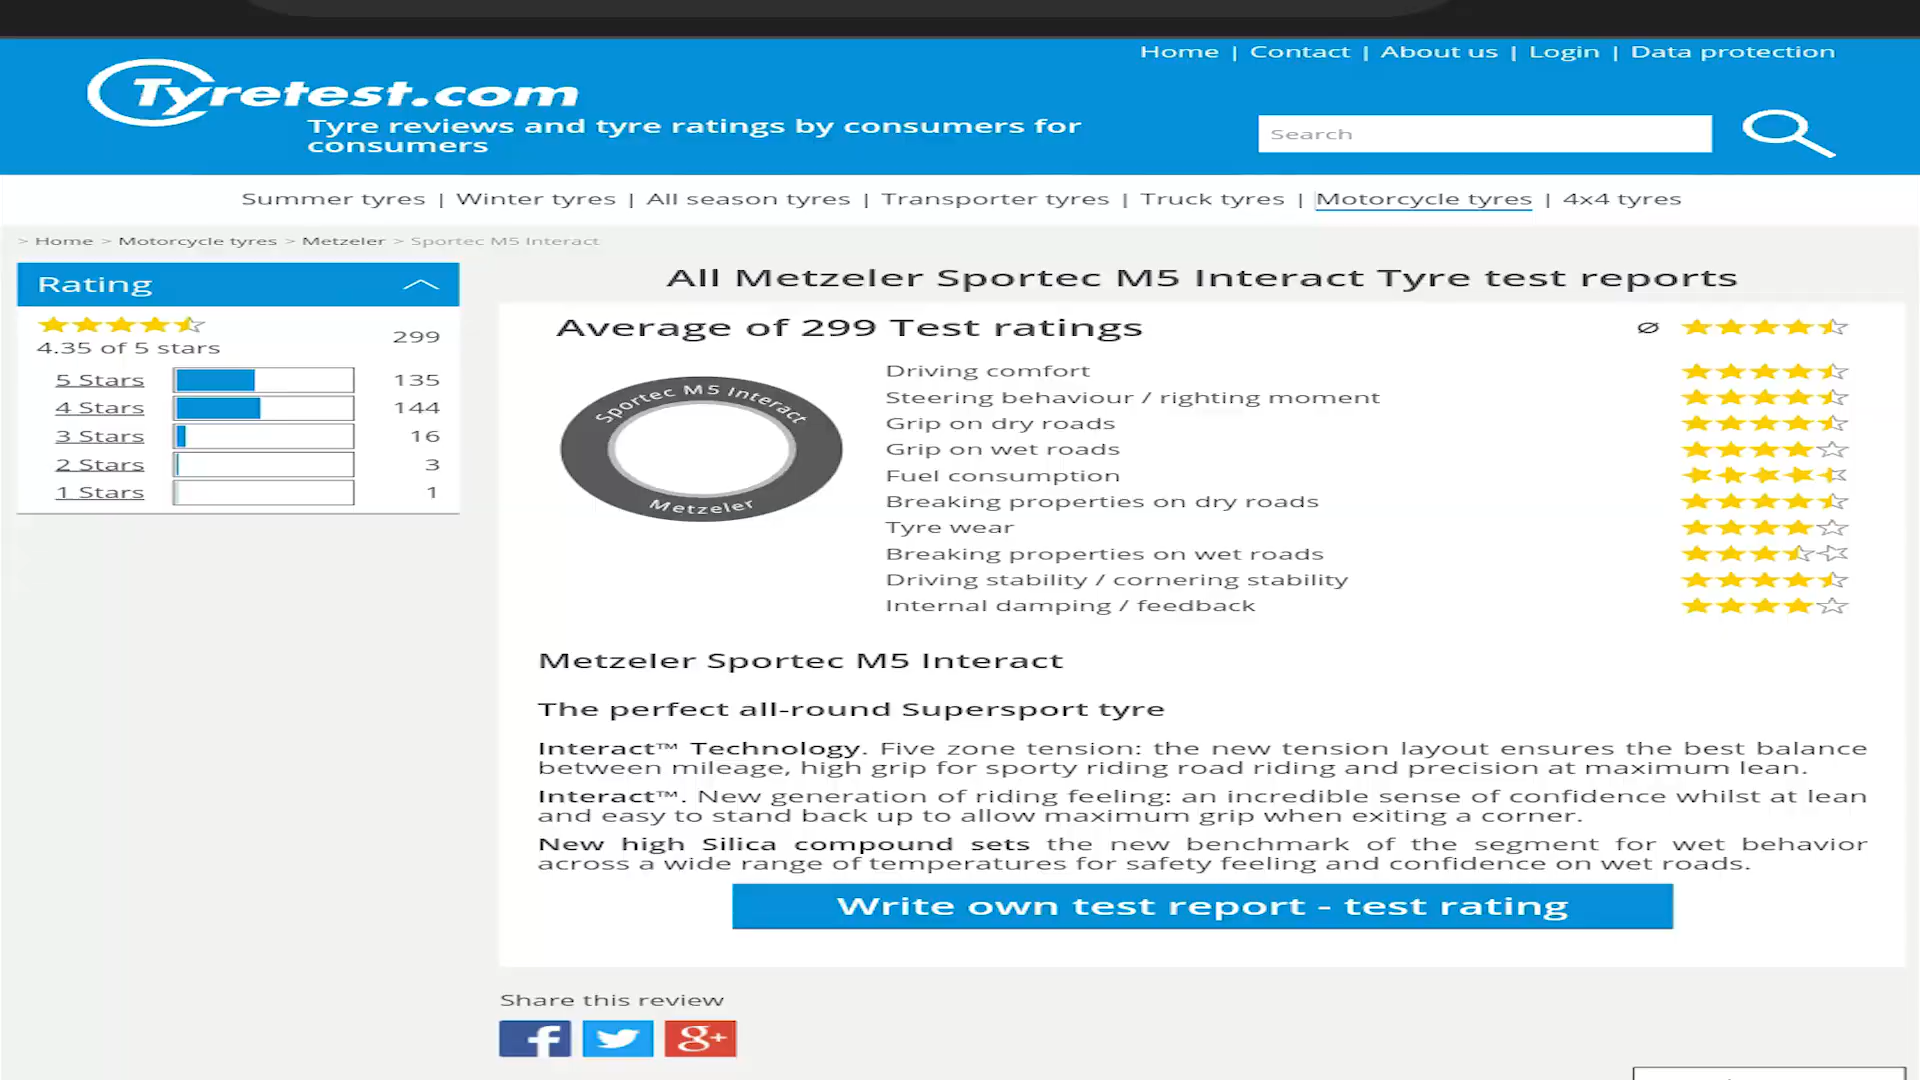 Home | Contact | About us | Login | Data protection
Tyretest.com
Tyre reviews and tyre ratings by consumers for
consumers
Search
Summer tyres | Winter tyres | All season tyres | Transporter tyres | Truck tyres | Motorcycle tyres | 4x4 tyres
> Home > Motorcycle tyres > Metzeler > Sportec M5 Interact
Rating
4.35 of 5 stars
299
5 Stars 135
4 Stars 144
3 Stars 16
2 Stars 3
1 Stars 1
All Metzeler Sportec M5 Interact Tyre test reports
Average of 299 Test ratings Ø
Sportec M5 Interact
Metzeler
Driving comfort
Steering behaviour / righting moment
Grip on dry roads
Grip on wet roads
Fuel consumption
Breaking properties on dry roads
Tyre wear
Breaking properties on wet roads
Driving stability / cornering stability
Internal damping / feedback
Metzeler Sportec M5 Interact
The perfect all-round Supersport tyre
Interact™ Technology. Five zone tension: the new tension layout ensures the best balance
between mileage, high grip for sporty riding road riding and precision at maximum lean.
Interact™. New generation of riding feeling: an incredible sense of confidence whilst at lean
and easy to stand back up to allow maximum grip when exiting a corner.
New high Silica compound sets the new benchmark of the segment for wet behavior
across a wide range of temperatures for safety feeling and confidence on wet roads.
Write own test report - test rating
Share this review
f
g+